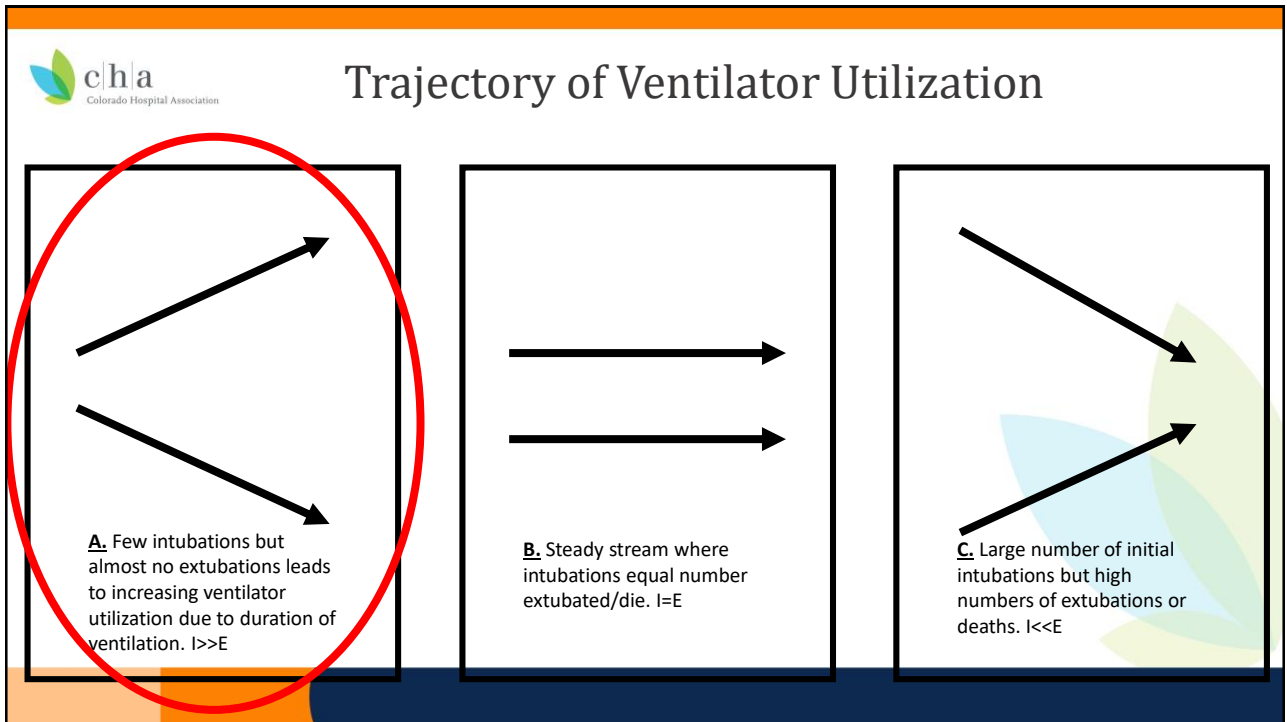 c|h|a
Colorado Hospital Association
Trajectory of Ventilator Utilization
A. Few intubations but
almost no extubations leads
to increasing ventilator
utilization due to duration of
ventilation. I>>E
B. Steady stream where
intubations equal number
extubated/die. I=E
C. Large number of initial
intubations but high
numbers of extubations or
deaths. I<<E